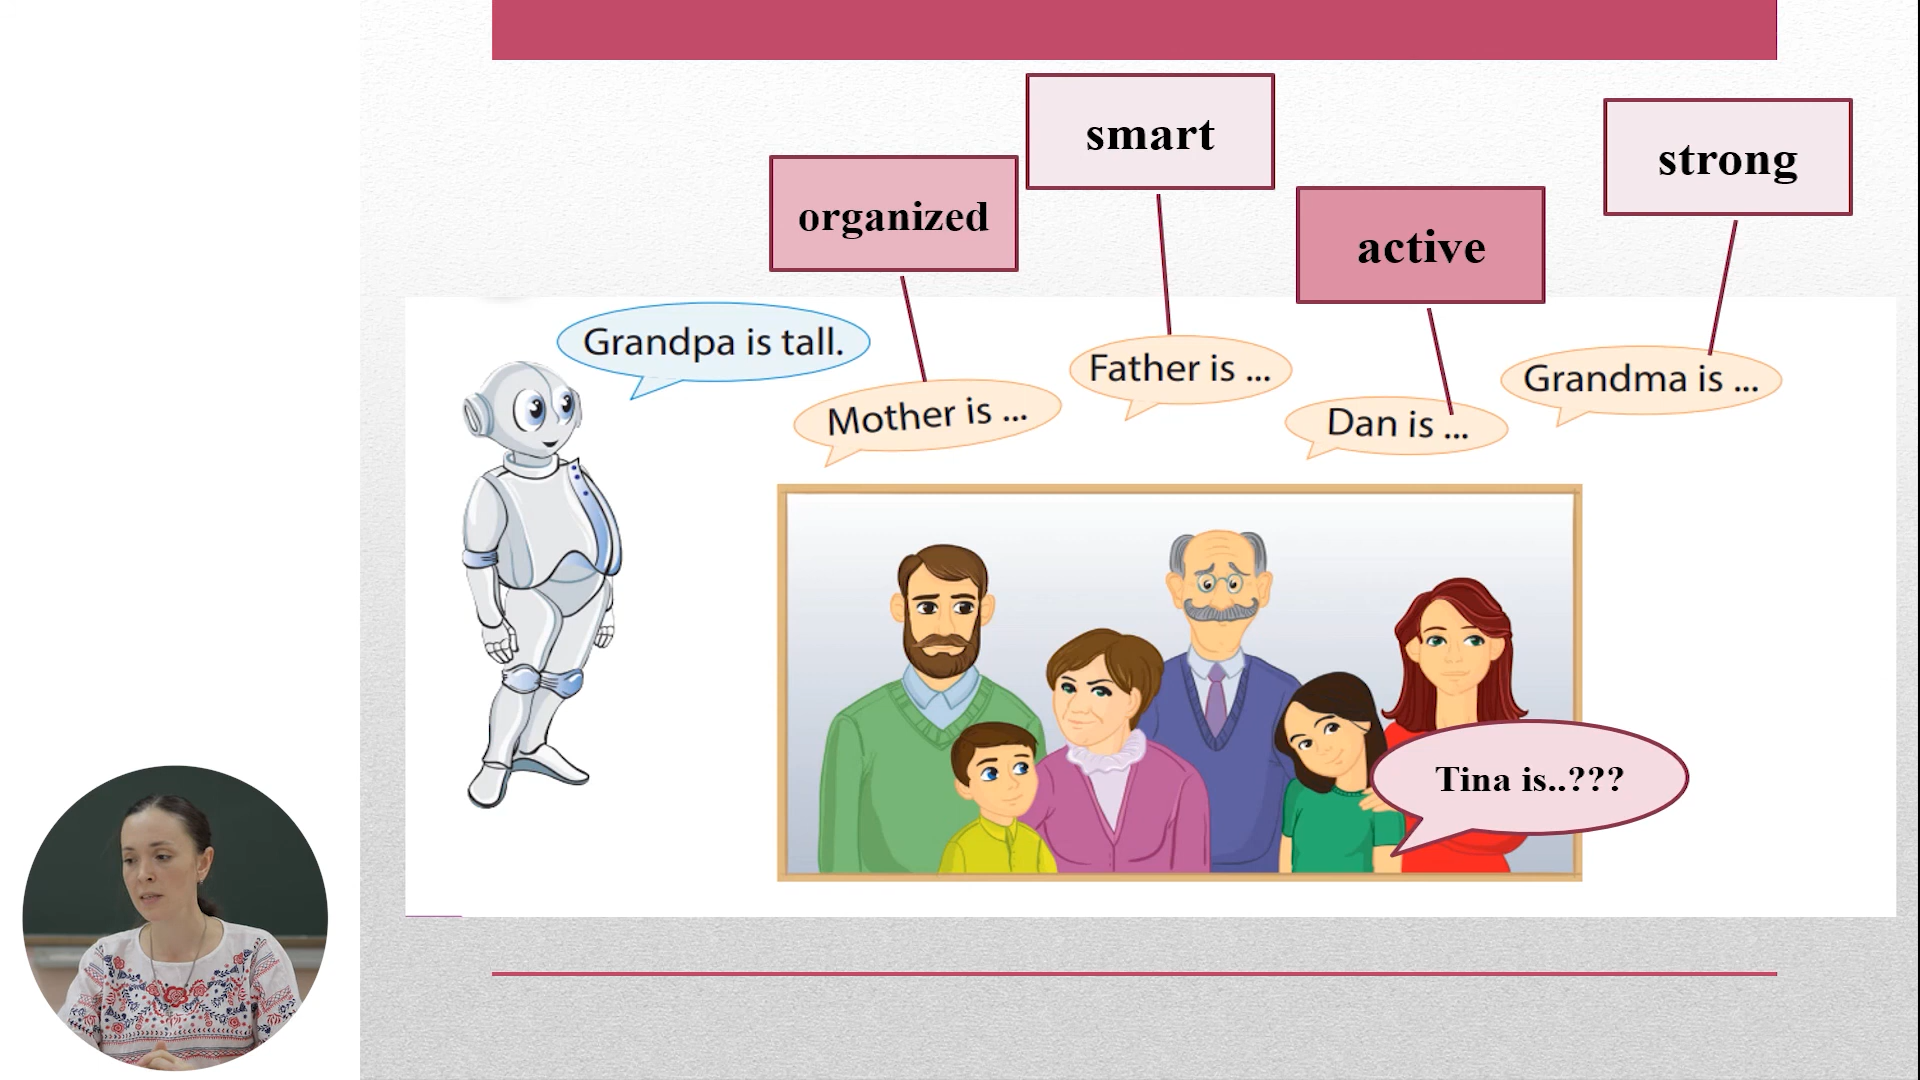 smart
strong
organized
active
Grandpa is tall.
Father is ...
Grandma is ...
Mother is ...
Dan is ...
Tina is..???